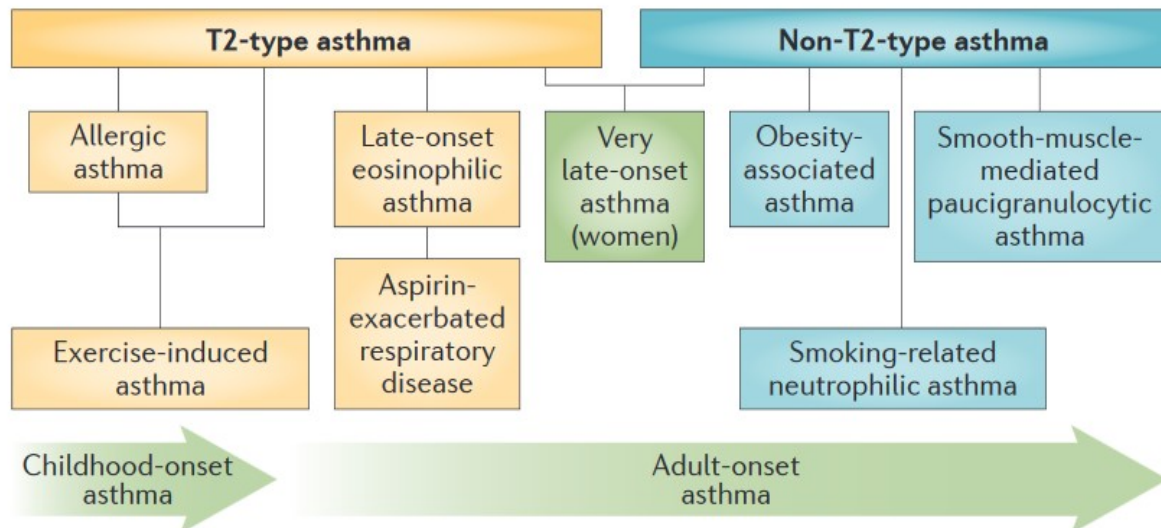 T2-type asthma
Non-T2-type asthma
Allergic
asthma
Late-onset
eosinophilic
asthma
Very
late-onset
asthma
(women)
Obesity-
associated
asthma
Smooth-muscle-
mediated
paucigranulocytic
asthma
Exercise-induced
asthma
Aspirin-
exacerbated
respiratory
disease
Smoking-related
neutrophilic asthma
Childhood-onset
asthma
Adult-onset
asthma